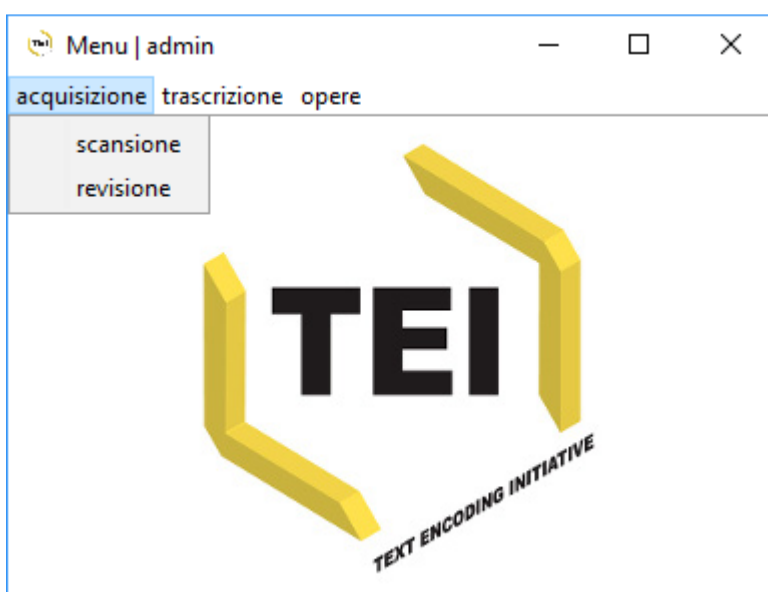 Menu | admin
acquisizione trascrizione opere
scansione
revisione
TEI
TEXT ENCODING INITIATIVE